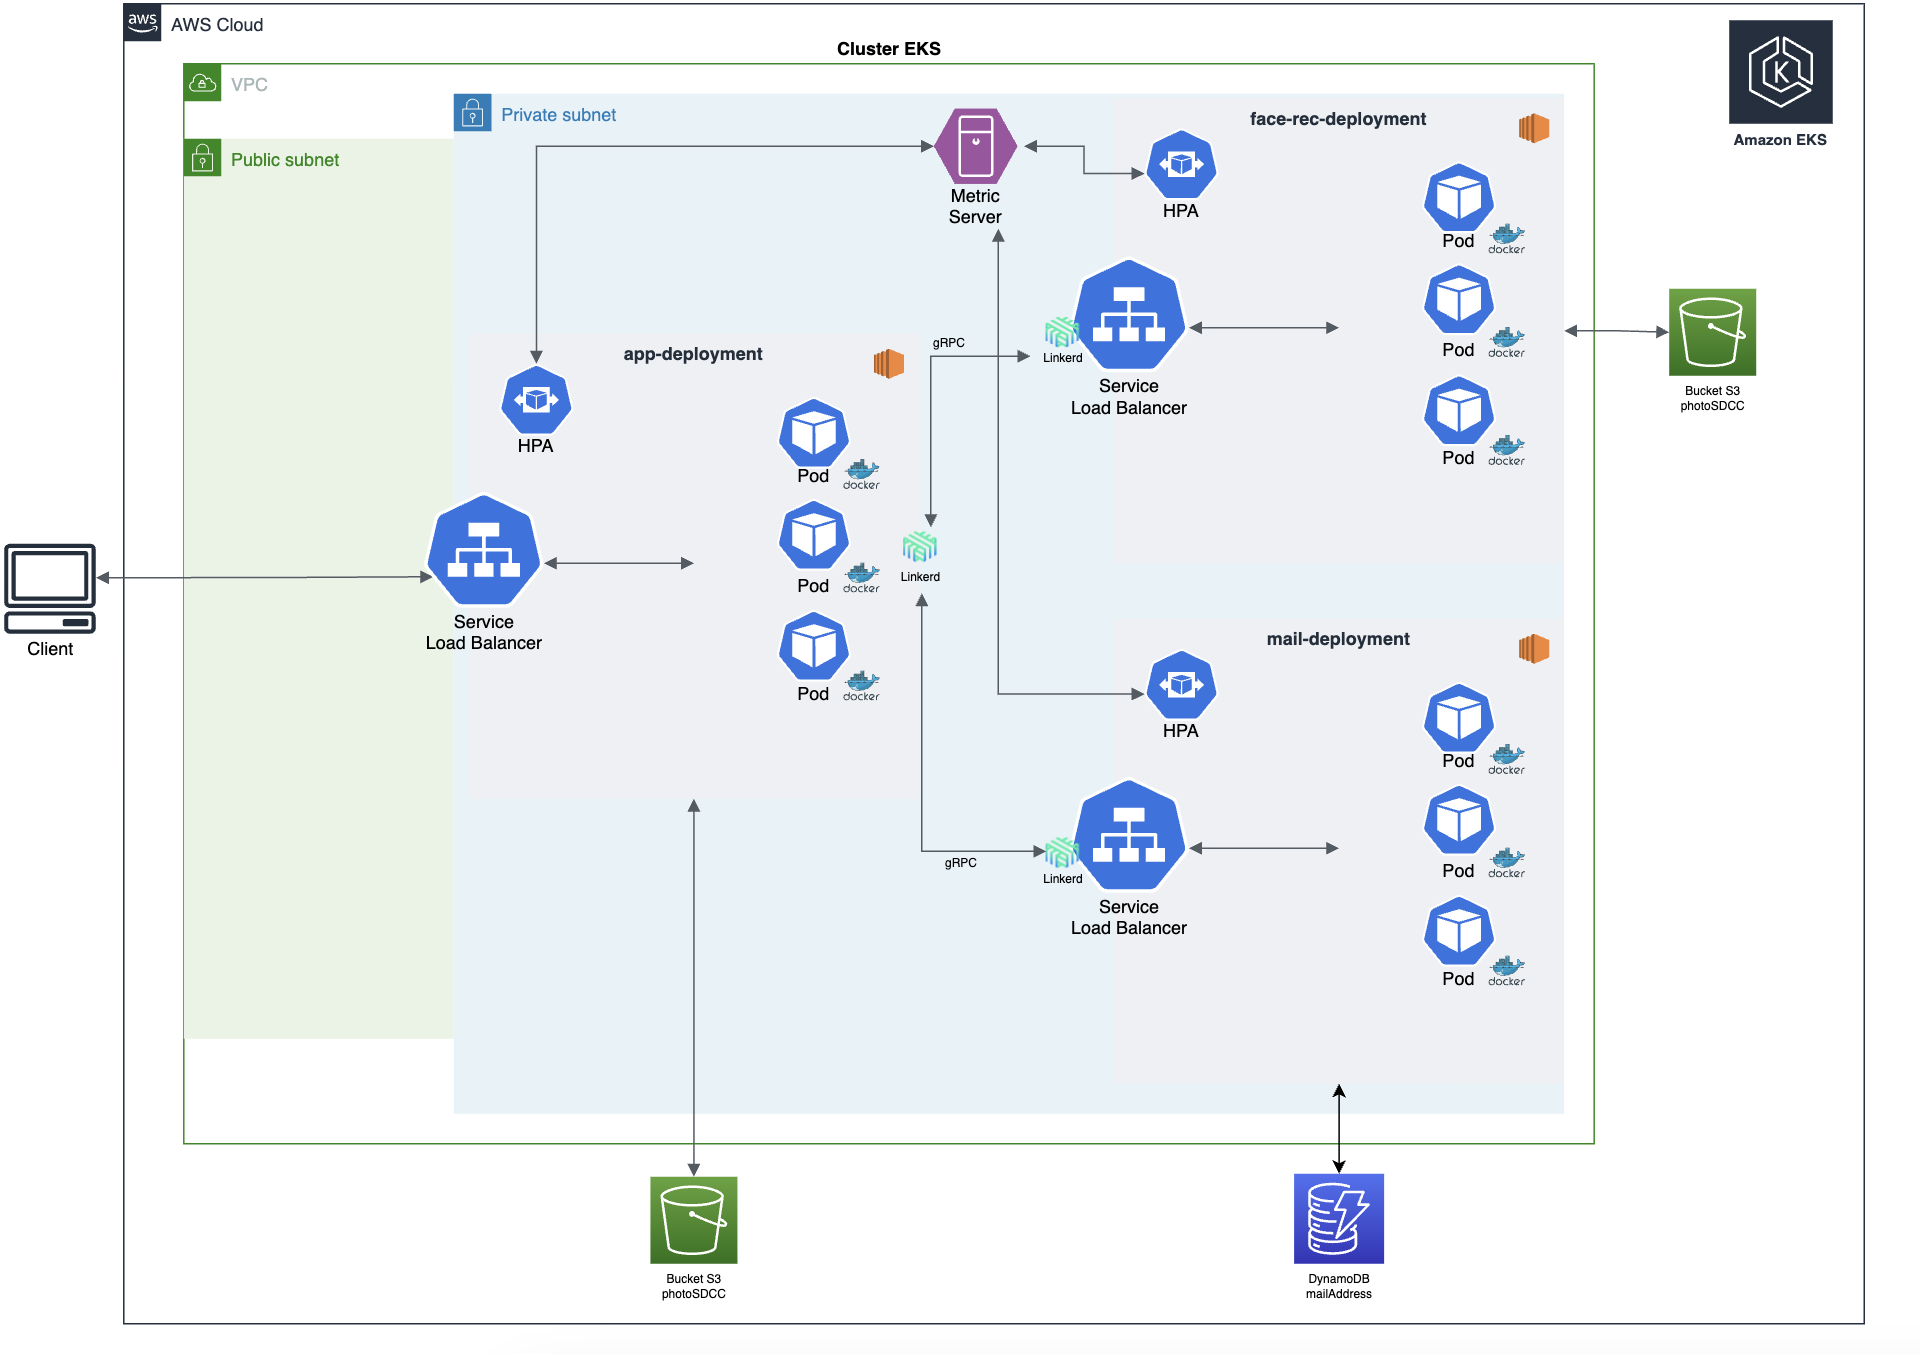 aws
AWS Cloud
Cluster EKS
VPC
Private subnet
Public subnet
Amazon EKS
Metric
Server
face-rec-deployment
HPA
Pod
docker
Pod
docker
Pod
docker
Linkerd
Service
Load Balancer
gRPC
Bucket S3
photoSDCC
app-deployment
HPA
Pod
docker
Pod
docker
Pod
docker
Linkerd
Service
Load Balancer
Client
mail-deployment
HPA
Pod
docker
Pod
docker
Pod
docker
gRPC
Linkerd
Service
Load Balancer
Bucket S3
photoSDCC
DynamoDB
mailAddress